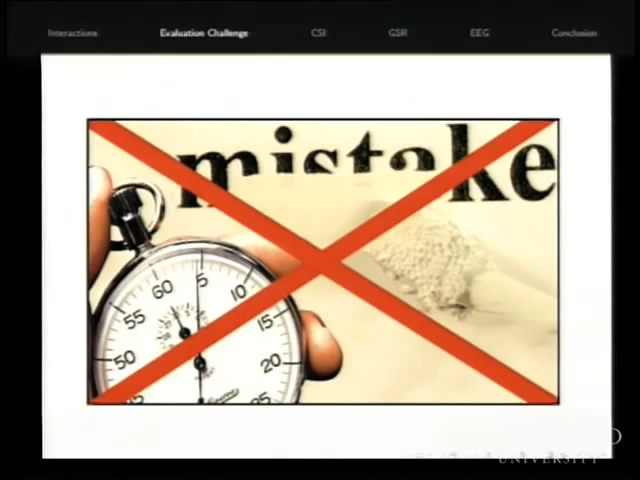 Interactions Evaluation Challenge CSI GSR EEG Conclusion
mistake
60 5 10
55 15
50 20
UNIVERSITY